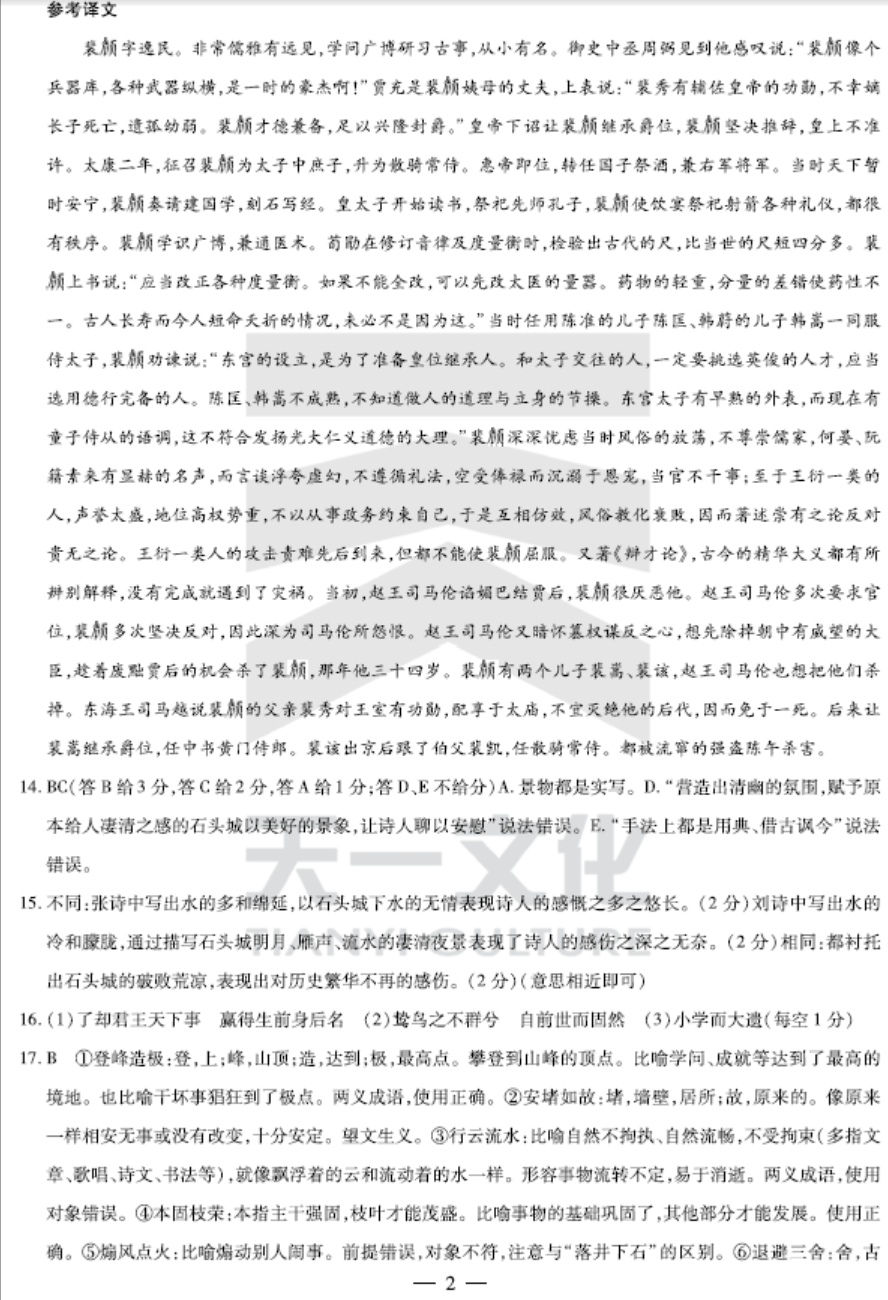 参考译文
裴頠字逸民。非常儒雅有远见,学问广博研习古事,从小有名。御史中丞周弼见到他感叹说:“裴頠像个
兵器库,各种武器纵横,是一时的豪杰啊!”贾充是裴頠姨母的丈夫,上表说:“裴秀有辅佐皇帝的功勋,不幸嫡
长子死亡,遗孤幼弱。裴頠才德兼备,足以兴隆封爵。”皇帝下诏让裴頠继承爵位,裴頠坚决推辞,皇上不准
许。太康二年,征召裴頠为太子中庶子,升为散骑常侍。惠帝即位,转任国子祭酒,兼右军将军。当时天下暂
时安宁,裴頠奏请建国学,刻石写经。皇太子开始读书,祭祀先师孔子,裴頠使饮宴祭祀射箭各种礼仪,都很
有秩序。裴頠学识广博,兼通医术。荀勖在修订音律及度量衡时,检验出古代的尺,比当世的尺短四分多。裴
頠上书说:“应当改正各种度量衡。如果不能全改,可以先改太医的量器。药物的轻重,分量的差错使药性不
一。古人长寿而今人短命夭折的情况,未必不是因为这。”当时任用陈准的儿子陈匡、韩蔚的儿子韩嵩一同服
侍太子,裴頠劝谏说:“东宫的设立,是为了准备皇位继承人。和太子交往的人,一定要挑选英俊的人才,应当
选用德行完备的人。陈匡、韩嵩不成熟,不知道做人的道理与立身的节操。东宫太子有早熟的外表,而现在有
童子侍从的语调,这不符合发扬光大仁义道德的大理。”裴頠深深忧虑当时风俗的放荡,不尊崇儒家,何晏、阮
籍素来有显赫的名声,而言谈浮夸虚幻,不遵循礼法,空受俸禄而沉溺于恩宠,当官不干事;至于王衍一类的
人,声誉太盛,地位高权势重,不以从事政务约束自己,于是互相仿效,风俗教化衰败,因而著述崇有之论反对
贵无之论。王衍一类人的攻击责难先后到来,但都不能使裴頠屈服。又著《辩才论》,古今的精华大义都有所
辨别解释,没有完成就遇到了灾祸。当初,赵王司马伦谄媚巴结贾后,裴頠很厌恶他。赵王司马伦多次要求官
位,裴頠多次坚决反对,因此深为司马伦所怨恨。赵王司马伦又暗怀篡权谋反之心,想先除掉朝中有威望的大
臣,趁着废黜贾后的机会杀了裴頠,那年他三十四岁。裴頠有两个儿子裴嵩、裴该,赵王司马伦也想把他们杀
掉。东海王司马越说裴頠的父亲裴秀对王室有功勋,配享于太庙,不宜灭绝他的后代,因而免于一死。后来让
裴嵩继承爵位,任中书黄门侍郎。裴该出京后跟了伯父裴凯,任散骑常侍。都被流窜的强盗陈午杀害。
14. BC(答B给3分,答C给2分,答A给1分;答D、E不给分)A. 景物都是实写。D. “营造出清幽的氛围,赋予原
本给人凄清之感的石头城以美好的景象,让诗人聊以安慰”说法错误。E. “手法上都是用典、借古讽今”说法
错误。
15. 不同:张诗中写出水的多和绵延,以石头城下水的无情表现诗人的感慨之多之悠长。(2分)刘诗中写出水的
冷和朦胧,通过描写石头城明月、雁声、流水的凄清夜景表现了诗人的感伤之深之无奈。(2分)相同:都衬托
出石头城的破败荒凉,表现出对历史繁华不再的感伤。(2分)(意思相近即可)
16. (1)了却君王天下事 赢得生前身后名 (2)鸷鸟之不群兮 自前世而固然 (3)小学而大遗(每空1分)
17. B ①登峰造极:登,上;峰,山顶;造,达到;极,最高点。攀登到山峰的顶点。比喻学问、成就等达到了最高的
境地。也比喻干坏事猖狂到了极点。两义成语,使用正确。②安堵如故:堵,墙壁,居所;故,原来的。像原来
一样相安无事或没有改变,十分安定。望文生义。③行云流水:比喻自然不拘执、自然流畅,不受拘束(多指文
章、歌唱、诗文、书法等),就像飘浮着的云和流动着的水一样。形容事物流转不定,易于消逝。两义成语,使用
对象错误。④本固枝荣:本指主干强固,枝叶才能茂盛。比喻事物的基础巩固了,其他部分才能发展。使用正
确。⑤煽风点火:比喻煽动别人闹事。前提错误,对象不符,注意与“落井下石”的区别。⑥退避三舍:舍,古
— 2 —
天一文化
TIANYI CULTURE